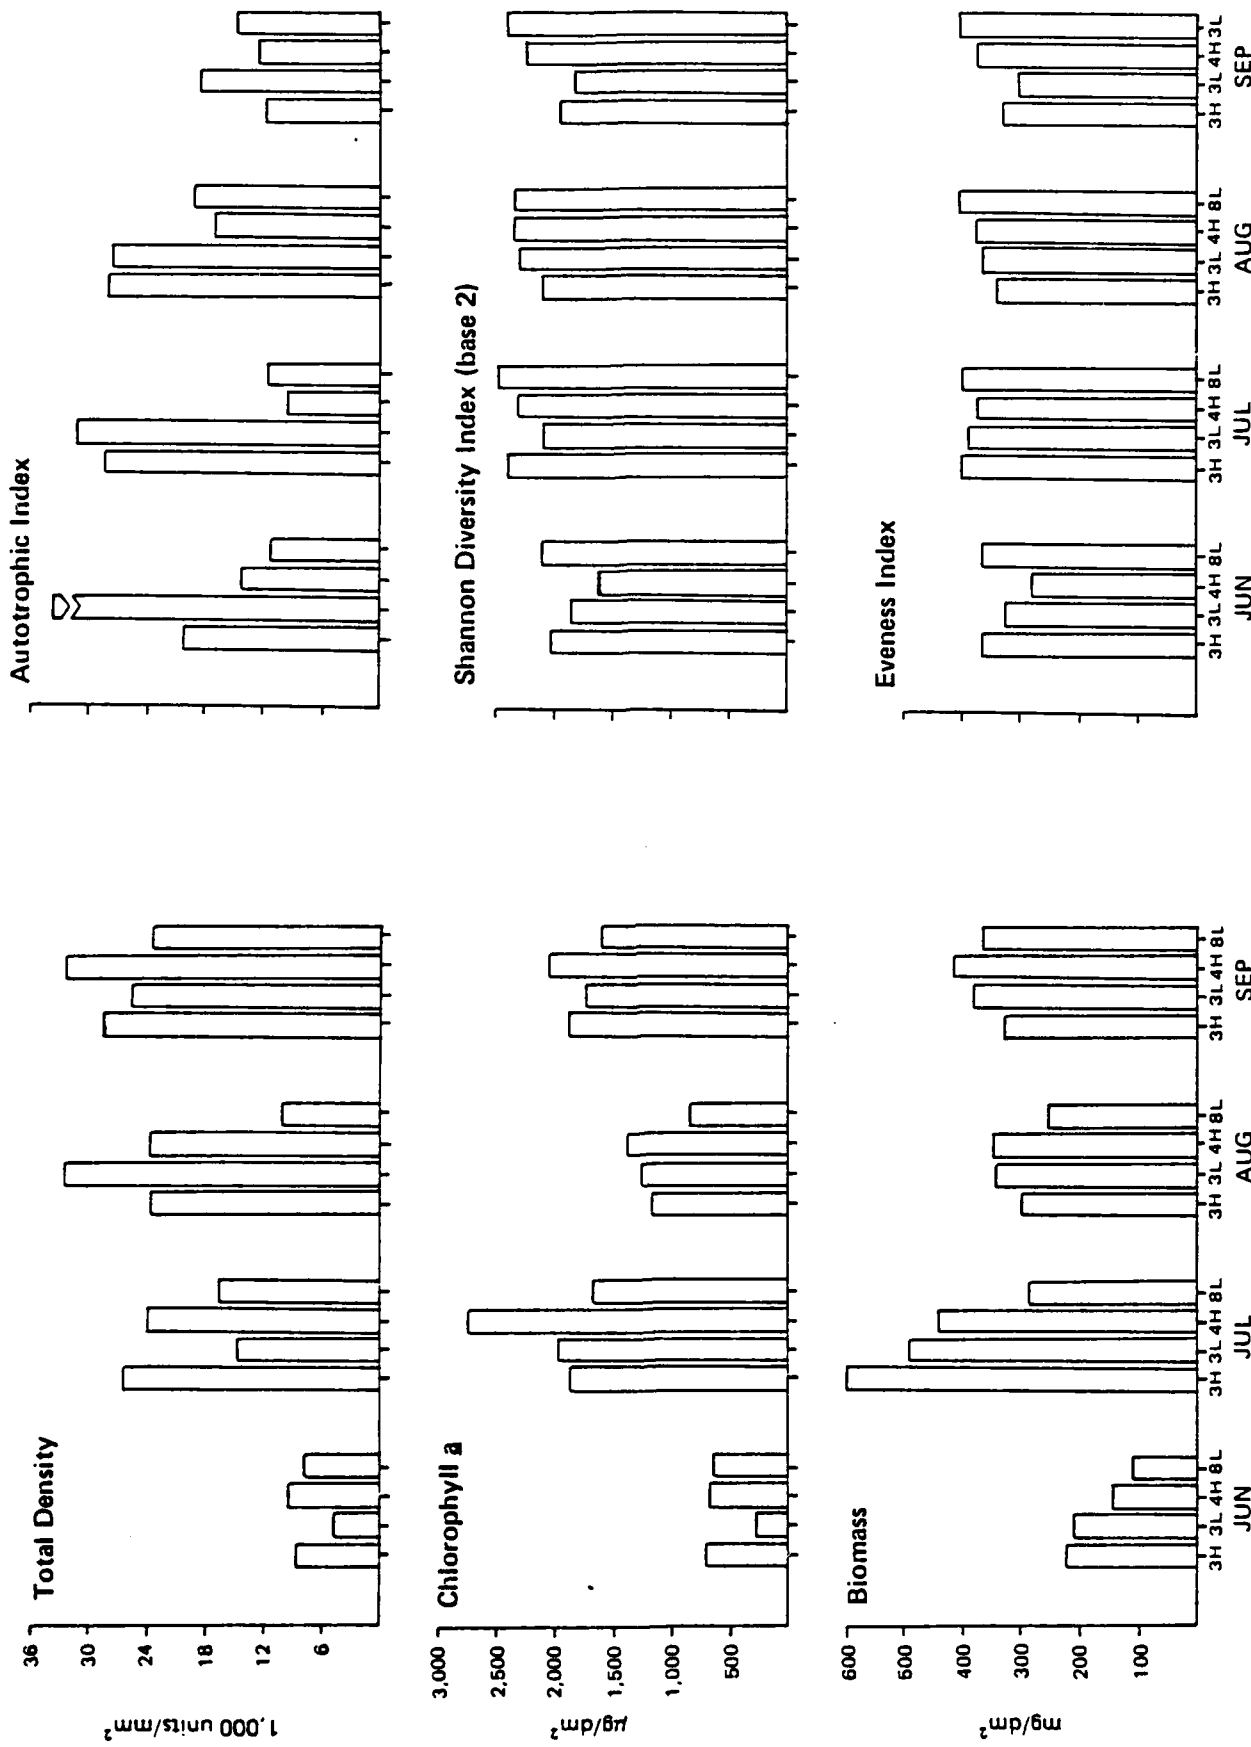 Total Density
1,000 units/mm²
36
30
24
18
12
6
Autotrophic Index
Chlorophyll a
µg/dm²
3,000
2,500
1,500
1,000
500
Shannon Diversity Index (base 2)
Biomass
mg/dm²
600
400
300
200
100
3H 3L 4H 8L 3H 3L 4H 8L 3H 3L 4H 8L 3H 3L 4H 8L
JUN JUL AUG SEP
Eveness Index
3H 3L 4H 8L 3H 3L 4H 8L 3H 3L 4H 8L 3H 3L 4H 3L
JUN JUL AUG SEP